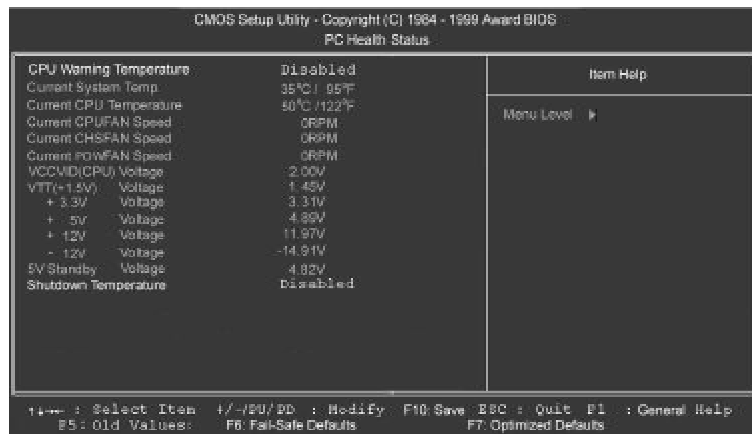 CMOS Setup Utility - Copyright (C) 1984 - 1999 Award BIOS
PC Health Status
CPU Warning Temperature Disabled
Current System Temp. 35°C / 95°F
Current CPU Temperature 50°C /122°F
Current CPUFAN Speed 0RPM
Current CHSFAN Speed 0RPM
Current POWFAN Speed 0RPM
VCCVID(CPU) Voltage 2.00V
VTT(+1.5V) Voltage 1.45V
+ 3.3V Voltage 3.31V
+ 5V Voltage 4.89V
+ 12V Voltage 11.97V
- 12V Voltage -14.91V
5V Standby Voltage 4.82V
Shutdown Temperature Disabled
Item Help
Menu Level ▶
↑↓→← : Select Item +/-/PU/PD : Modify F10: Save ESC : Quit F1 : General Help
F5: Old Values: F6: Fail-Safe Defaults F7: Optimized Defaults